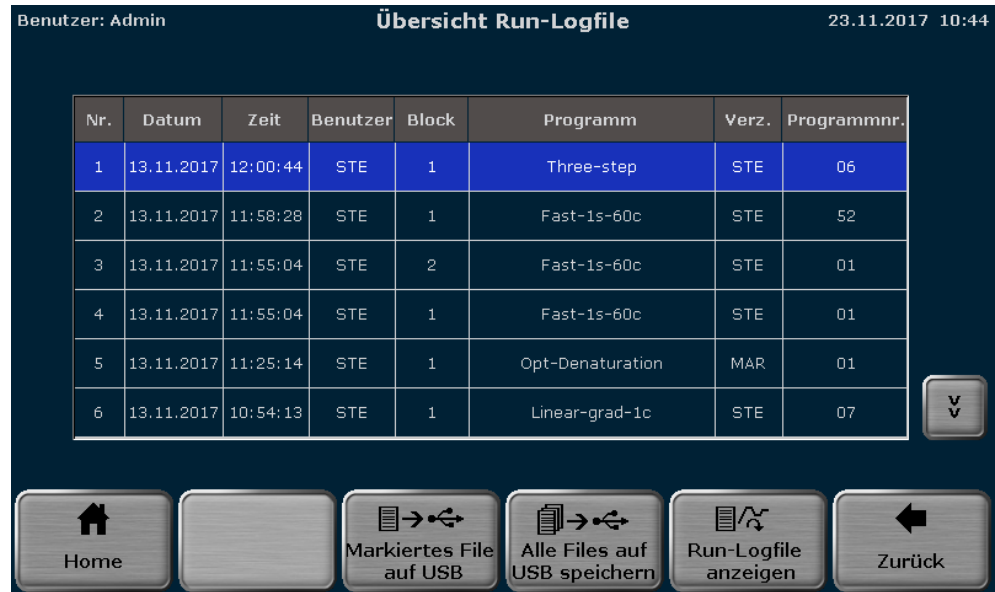 Benutzer: Admin Übersicht Run-Logfile 23.11.2017 10:44
Nr. Datum Zeit Benutzer Block Programm Verz. Programmnr.
1 13.11.2017 12:00:44 STE 1 Three-step STE 06
2 13.11.2017 11:58:28 STE 1 Fast-1s-60c STE 52
3 13.11.2017 11:55:04 STE 2 Fast-1s-60c STE 01
4 13.11.2017 11:55:04 STE 1 Fast-1s-60c STE 01
5 13.11.2017 11:25:14 STE 1 Opt-Denaturation MAR 01
6 13.11.2017 10:54:13 STE 1 Linear-grad-1c STE 07
Home
Markiertes File
auf USB
Alle Files auf
USB speichern
Run-Logfile
anzeigen
Zurück